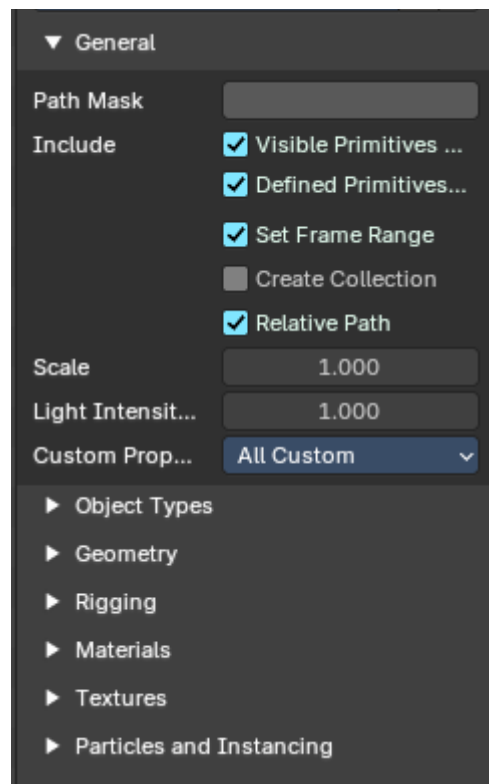 General
Path Mask
Include
Visible Primitives ...
Defined Primitives...
Set Frame Range
Create Collection
Relative Path
Scale 1.000
Light Intensit... 1.000
Custom Prop... All Custom
Object Types
Geometry
Rigging
Materials
Textures
Particles and Instancing